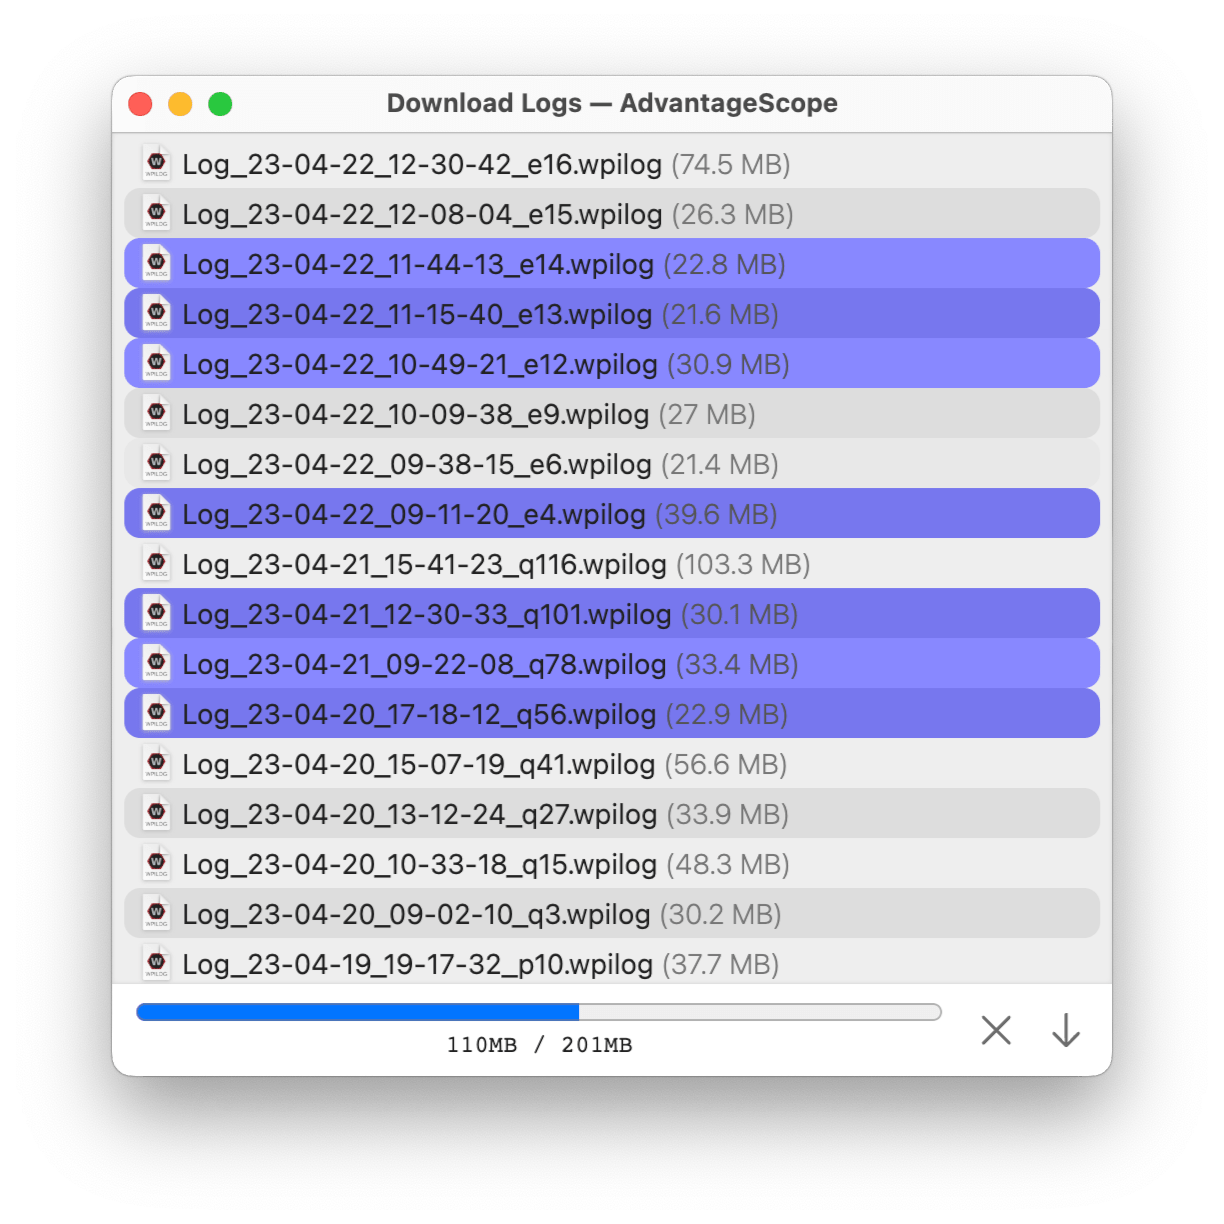 Download Logs — AdvantageScope
Log_23-04-22_12-30-42_e16.wpilog (74.5 MB)
Log_23-04-22_12-08-04_e15.wpilog (26.3 MB)
Log_23-04-22_11-44-13_e14.wpilog (22.8 MB)
Log_23-04-22_11-15-40_e13.wpilog (21.6 MB)
Log_23-04-22_10-49-21_e12.wpilog (30.9 MB)
Log_23-04-22_10-09-38_e9.wpilog (27 MB)
Log_23-04-22_09-38-15_e6.wpilog (21.4 MB)
Log_23-04-22_09-11-20_e4.wpilog (39.6 MB)
Log_23-04-21_15-41-23_q116.wpilog (103.3 MB)
Log_23-04-21_12-30-33_q101.wpilog (30.1 MB)
Log_23-04-21_09-22-08_q78.wpilog (33.4 MB)
Log_23-04-20_17-18-12_q56.wpilog (22.9 MB)
Log_23-04-20_15-07-19_q41.wpilog (56.6 MB)
Log_23-04-20_13-12-24_q27.wpilog (33.9 MB)
Log_23-04-20_10-33-18_q15.wpilog (48.3 MB)
Log_23-04-20_09-02-10_q3.wpilog (30.2 MB)
Log_23-04-19_19-17-32_p10.wpilog (37.7 MB)
110MB / 201MB